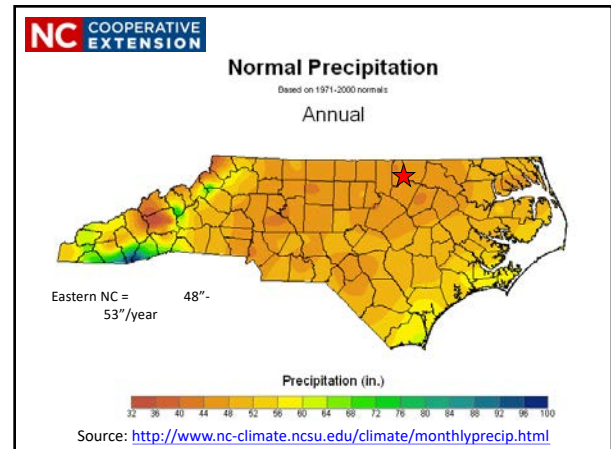 NC COOPERATIVE
EXTENSION
Normal Precipitation
Based on 1971-2000 normals
Annual
Eastern NC = 48”-
53”/year
Precipitation (in.)
32 36 40 44 48 52 56 60 64 68 72 76 80 84 88 92 96 100
Source: http://www.nc-climate.ncsu.edu/climate/monthlyprecip.html